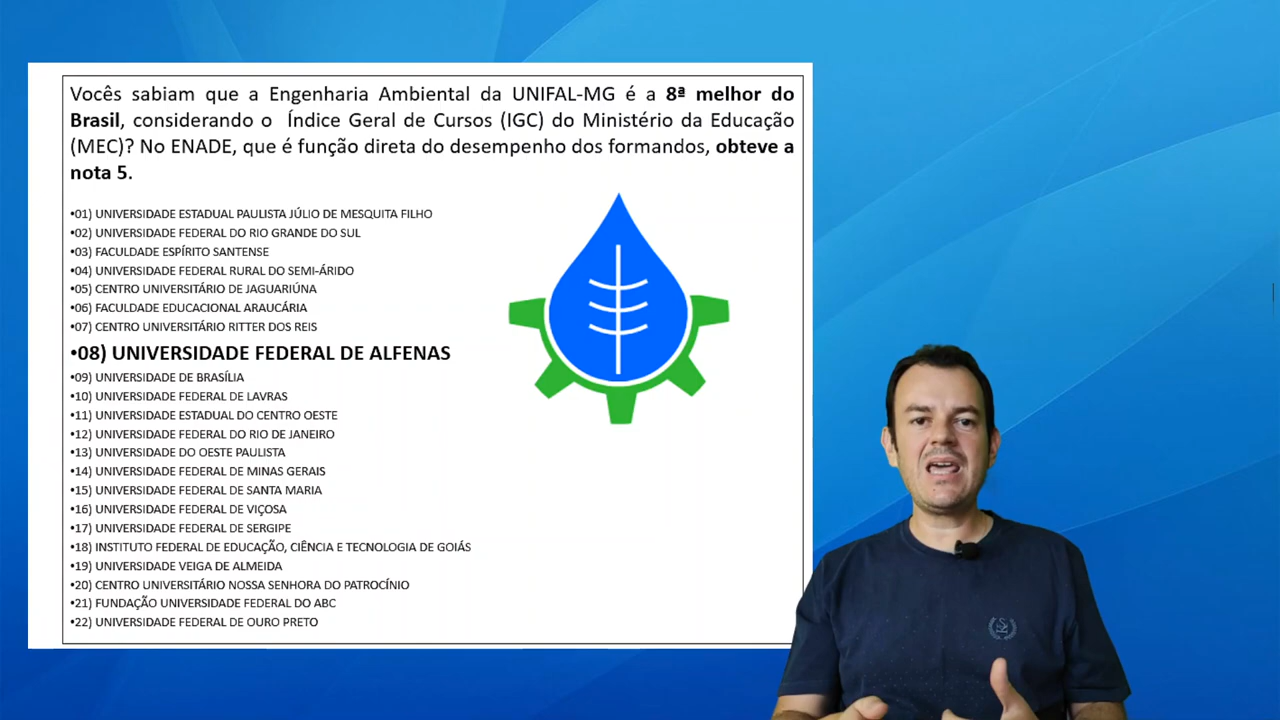 Vocês sabiam que a Engenharia Ambiental da UNIFAL-MG é a 8ª melhor do
Brasil, considerando o Índice Geral de Cursos (IGC) do Ministério da Educação
(MEC)? No ENADE, que é função direta do desempenho dos formandos, obteve a
nota 5.
•01) UNIVERSIDADE ESTADUAL PAULISTA JÚLIO DE MESQUITA FILHO
•02) UNIVERSIDADE FEDERAL DO RIO GRANDE DO SUL
•03) FACULDADE ESPÍRITO SANTENSE
•04) UNIVERSIDADE FEDERAL RURAL DO SEMI-ÁRIDO
•05) CENTRO UNIVERSITÁRIO DE JAGUARIÚNA
•06) FACULDADE EDUCACIONAL ARAUCÁRIA
•07) CENTRO UNIVERSITÁRIO RITTER DOS REIS
•08) UNIVERSIDADE FEDERAL DE ALFENAS
•09) UNIVERSIDADE DE BRASÍLIA
•10) UNIVERSIDADE FEDERAL DE LAVRAS
•11) UNIVERSIDADE ESTADUAL DO CENTRO OESTE
•12) UNIVERSIDADE FEDERAL DO RIO DE JANEIRO
•13) UNIVERSIDADE DO OESTE PAULISTA
•14) UNIVERSIDADE FEDERAL DE MINAS GERAIS
•15) UNIVERSIDADE FEDERAL DE SANTA MARIA
•16) UNIVERSIDADE FEDERAL DE VIÇOSA
•17) UNIVERSIDADE FEDERAL DE SERGIPE
•18) INSTITUTO FEDERAL DE EDUCAÇÃO, CIÊNCIA E TECNOLOGIA DE GOIÁS
•19) UNIVERSIDADE VEIGA DE ALMEIDA
•20) CENTRO UNIVERSITÁRIO NOSSA SENHORA DO PATROCÍNIO
•21) FUNDAÇÃO UNIVERSIDADE FEDERAL DO ABC
•22) UNIVERSIDADE FEDERAL DE OURO PRETO